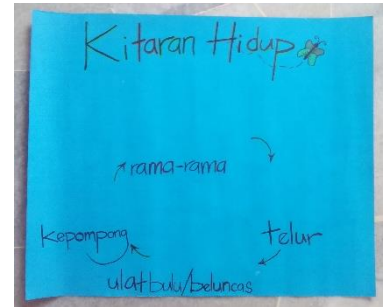 Kitaran Hidup
rama-rama
Kepompong
telur
ulat bulu/beluncas